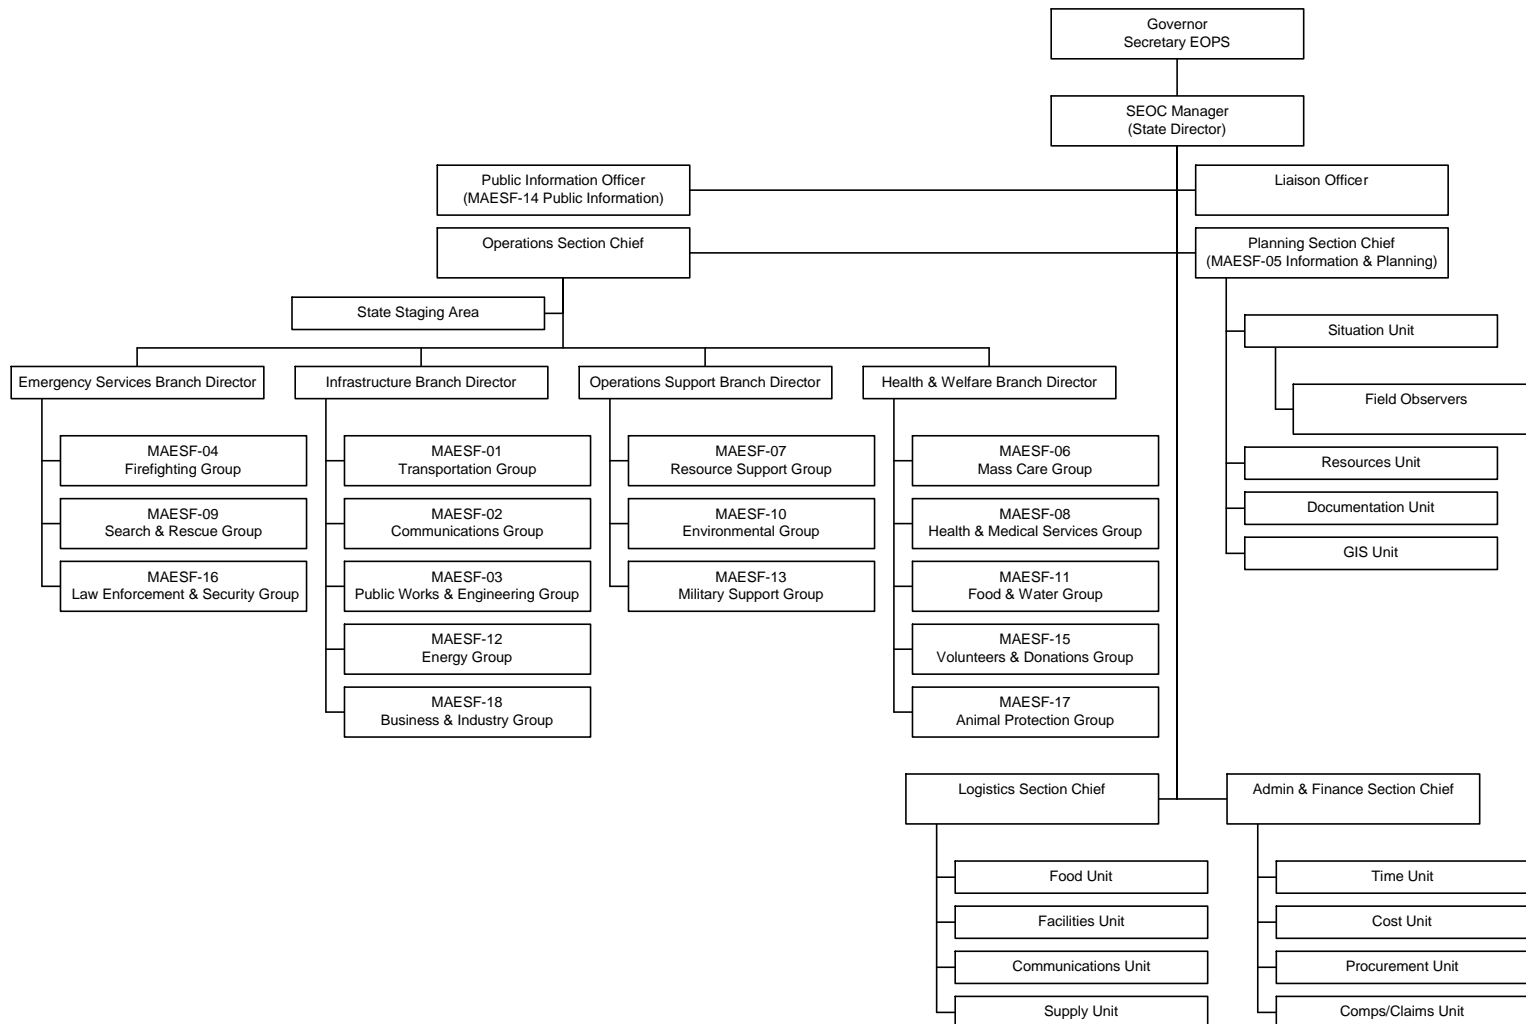 Governor
Secretary EOPS
SEOC Manager
(State Director)
Public Information Officer
(MAESF-14 Public Information)
Liaison Officer
Operations Section Chief
Planning Section Chief
(MAESF-05 Information & Planning)
State Staging Area
Situation Unit
Field Observers
Resources Unit
Documentation Unit
GIS Unit
Emergency Services Branch Director
MAESF-04
Firefighting Group
MAESF-09
Search & Rescue Group
MAESF-16
Law Enforcement & Security Group
Infrastructure Branch Director
MAESF-01
Transportation Group
MAESF-02
Communications Group
MAESF-03
Public Works & Engineering Group
MAESF-12
Energy Group
MAESF-18
Business & Industry Group
Operations Support Branch Director
MAESF-07
Resource Support Group
MAESF-10
Environmental Group
MAESF-13
Military Support Group
Health & Welfare Branch Director
MAESF-06
Mass Care Group
MAESF-08
Health & Medical Services Group
MAESF-11
Food & Water Group
MAESF-15
Volunteers & Donations Group
MAESF-17
Animal Protection Group
Logistics Section Chief
Food Unit
Facilities Unit
Communications Unit
Supply Unit
Admin & Finance Section Chief
Time Unit
Cost Unit
Procurement Unit
Comps/Claims Unit